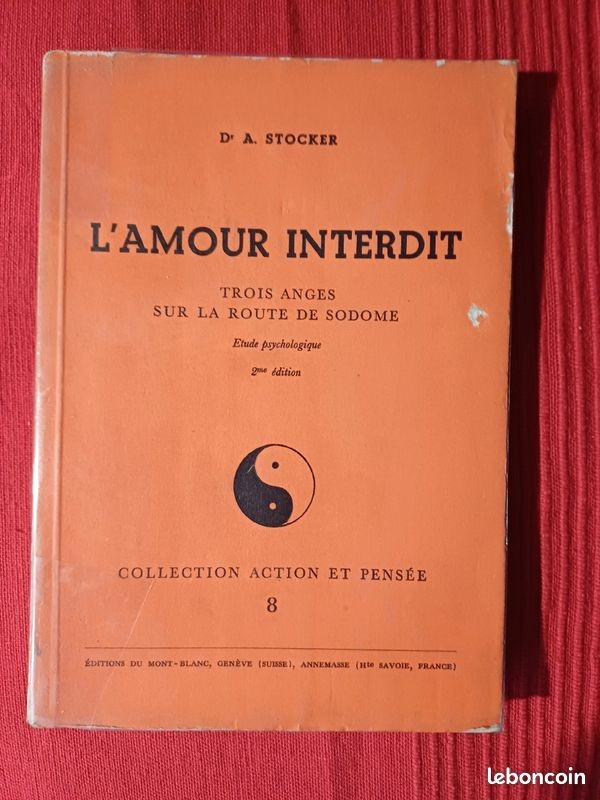 Dr A. STOCKER
L'AMOUR INTERDIT
TROIS ANGES
SUR LA ROUTE DE SODOME
Etude psychologique
2me édition
COLLECTION ACTION ET PENSÉE
8
ÉDITIONS DU MONT-BLANC, GENÈVE (SUISSE), ANNEMASSE (Hte SAVOIE, FRANCE)
leboncoin